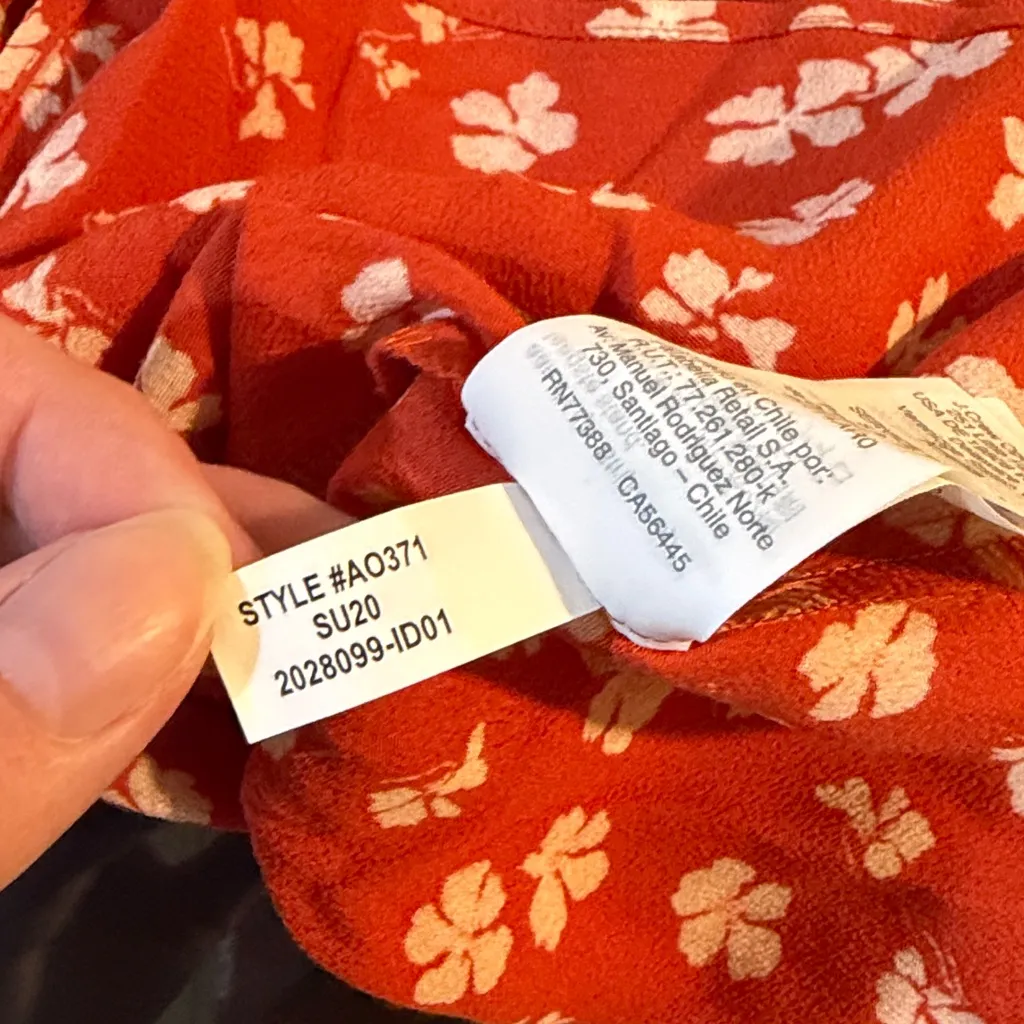 STYLE #AO371
SU20
2028099-ID01
Chile por:
Retail S.A.
R.U.T.: 77 261 280-k
Av. Manuel Rodriguez Norte
730, Santiago – Chile
RN77388 CA56445